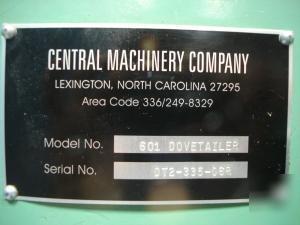 CENTRAL MACHINERY COMPANY
LEXINGTON, NORTH CAROLINA 27295
Area Code 336/249-8329
Model No. 601 DOVETAILER
Serial No.